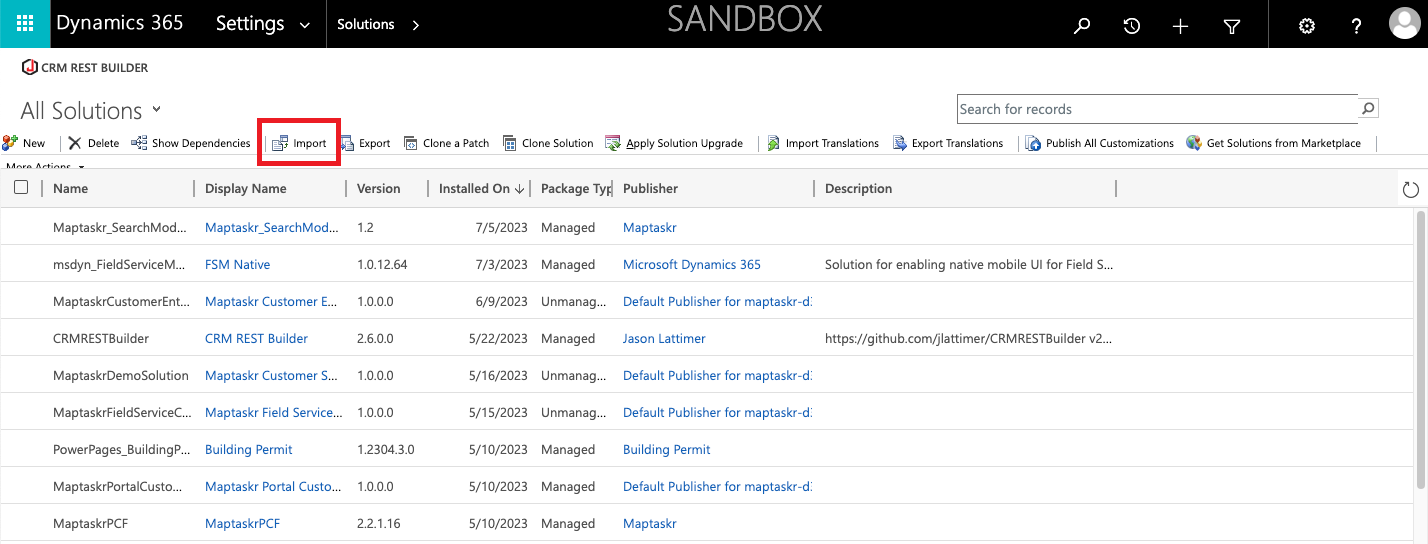 Dynamics 365 Settings Solutions SANDBOX
CRM REST BUILDER
All Solutions
Search for records
New Delete Show Dependencies Import Export Clone a Patch Clone Solution Apply Solution Upgrade Import Translations Export Translations Publish All Customizations Get Solutions from Marketplace
More Actions
Name Display Name Version Installed On Package Typ Publisher Description
Maptaskr_SearchMod... Maptaskr_SearchMod... 1.2 7/5/2023 Managed Maptaskr
msdyn_FieldServiceM... FSM Native 1.0.12.64 7/3/2023 Managed Microsoft Dynamics 365 Solution for enabling native mobile UI for Field S...
MaptaskrCustomerEnt... Maptaskr Customer E... 1.0.0.0 6/9/2023 Unmanag... Default Publisher for maptaskr-d
CRMRESTBuilder CRM REST Builder 2.6.0.0 5/22/2023 Managed Jason Lattimer https://github.com/jlattimer/CRMRESTBuilder v2...
MaptaskrDemoSolution Maptaskr Customer S... 1.0.0.0 5/16/2023 Unmanag... Default Publisher for maptaskr-d
MaptaskrFieldServiceC... Maptaskr Field Service... 1.0.0.0 5/15/2023 Unmanag... Default Publisher for maptaskr-d
PowerPages_BuildingP... Building Permit 1.2304.3.0 5/10/2023 Managed Building Permit
MaptaskrPortalCusto... Maptaskr Portal Custo... 1.0.0.0 5/10/2023 Managed Default Publisher for maptaskr-d
MaptaskrPCF MaptaskrPCF 2.2.1.16 5/10/2023 Managed Maptaskr